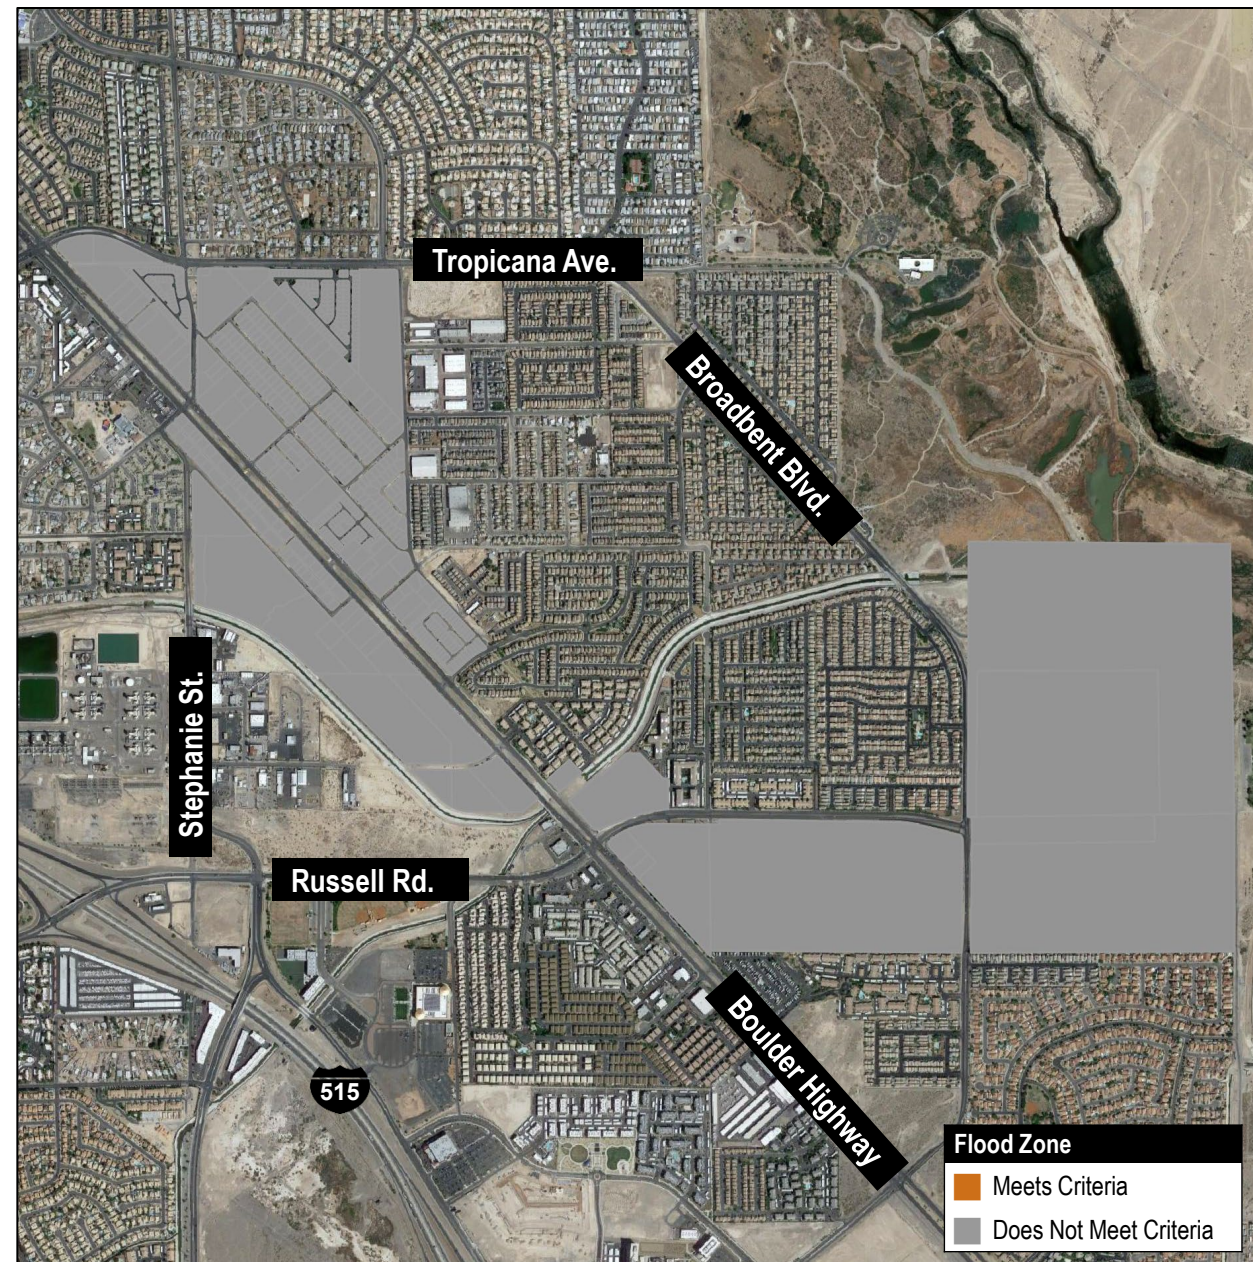 Tropicana Ave.
Broadbent Blvd.
Stephanie St.
Russell Rd.
Boulder Highway
515
Flood Zone
Meets Criteria
Does Not Meet Criteria